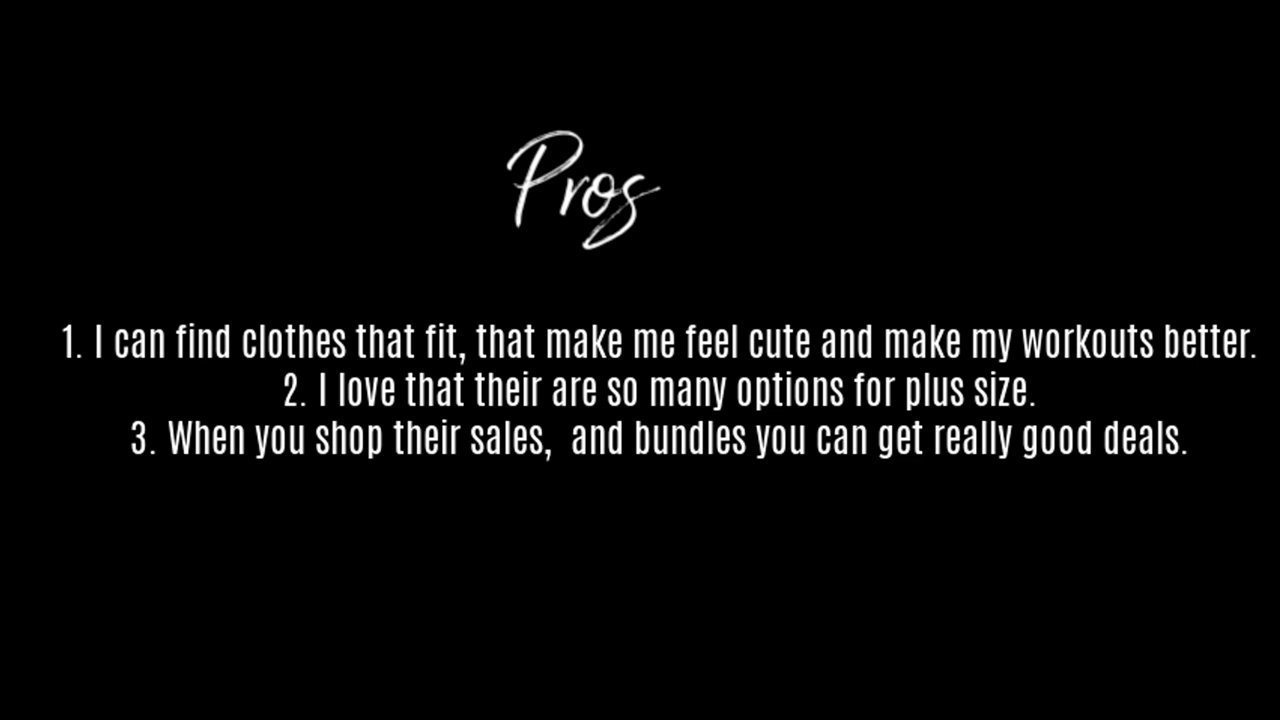 Pros
1. I can find clothes that fit, that make me feel cute and make my workouts better.
2. I love that their are so many options for plus size.
3. When you shop their sales,  and bundles you can get really good deals.